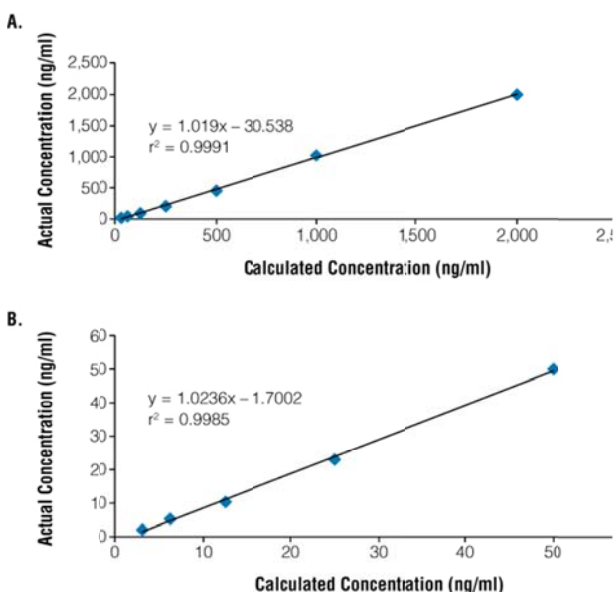 A.
Actual Concentration (ng/ml)
2,500
2,000
1,500
1,000
500
0
y = 1.019x – 30.538
r² = 0.9991
0 500 1,000 1,500 2,000
Calculated Concentration (ng/ml)
B.
Actual Concentration (ng/ml)
60
50
40
30
20
10
0
y = 1.0236x – 1.7002
r² = 0.9985
0 10 20 30 40 50
Calculated Concentration (ng/ml)